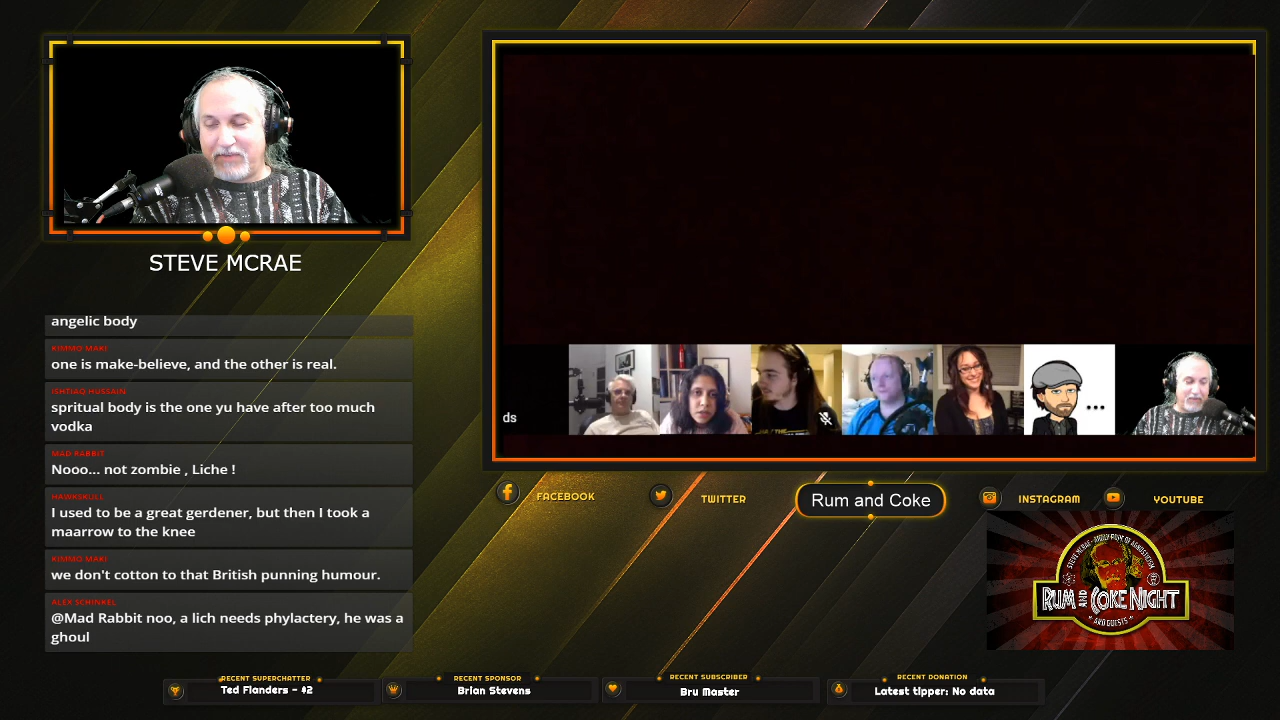 STEVE MCRAE
angelic body
KIMMO MAKI
one is make-believe, and the other is real.
ISHTIAQ HUSSAIN
spritual body is the one yu have after too much
vodka
MAD RABBIT
Nooo... not zombie , Liche !
HAWKSKULL
I used to be a great gerdener, but then I took a
maarrow to the knee
KIMMO MAKI
we don't cotton to that British punning humour.
ALEX SCHINKEL
@Mad Rabbit noo, a lich needs phylactery, he was a
ghoul
ds
...
FACEBOOK
TWITTER
Rum and Coke
INSTAGRAM
YOUTUBE
RUM AND COKE NIGHT
AND GUESTS
RECENT SUPERCHATTER
Ted Flanders - $2
RECENT SPONSOR
Brian Stevens
RECENT SUBSCRIBER
Bru Master
RECENT DONATION
Latest tipper: No data